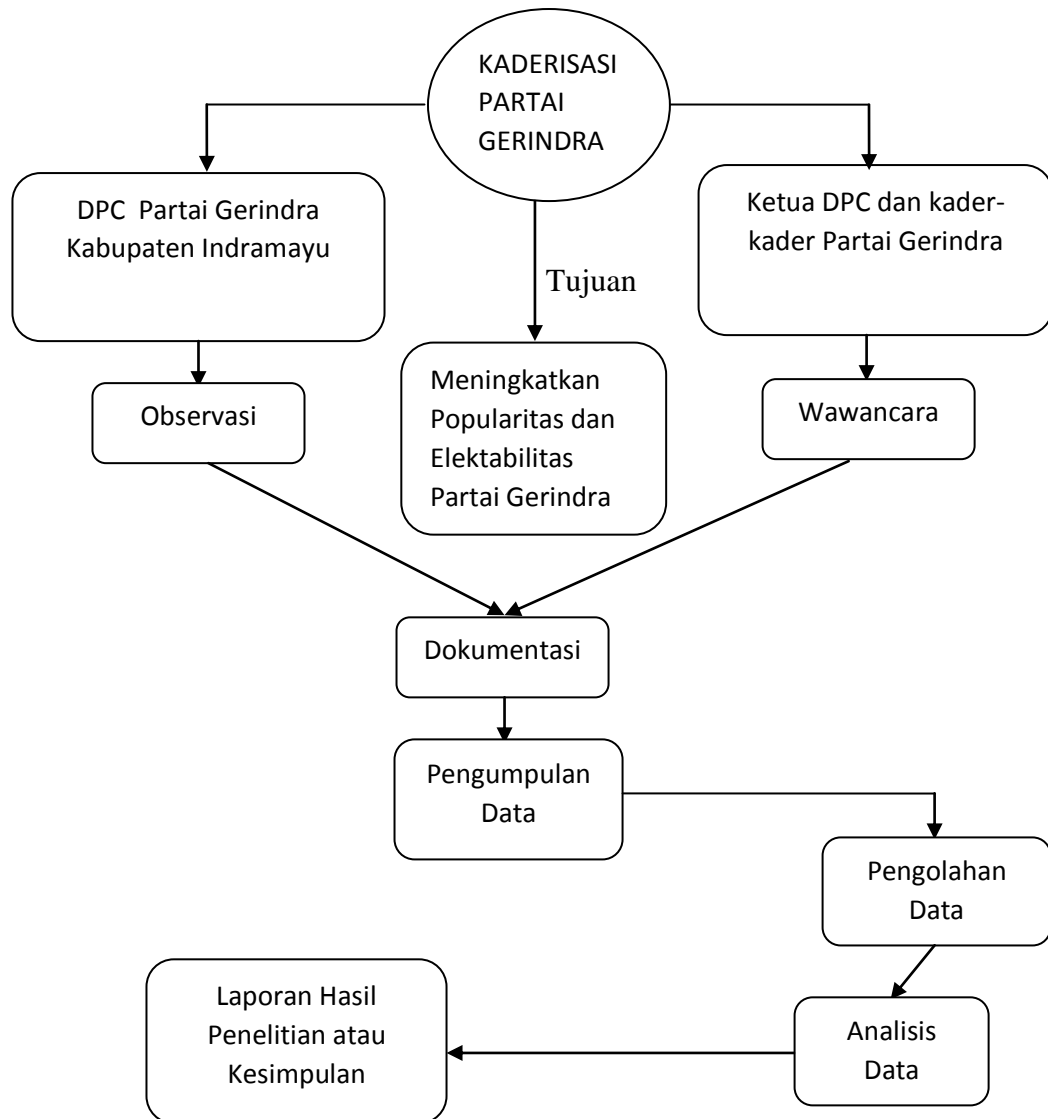 KADERISASI
PARTAI
GERINDRA
DPC Partai Gerindra
Kabupaten Indramayu
Ketua DPC dan kader-
kader Partai Gerindra
Tujuan
Meningkatkan
Popularitas dan
Elektabilitas
Partai Gerindra
Observasi
Wawancara
Dokumentasi
Pengumpulan
Data
Pengolahan
Data
Analisis
Data
Laporan Hasil
Penelitian atau
Kesimpulan